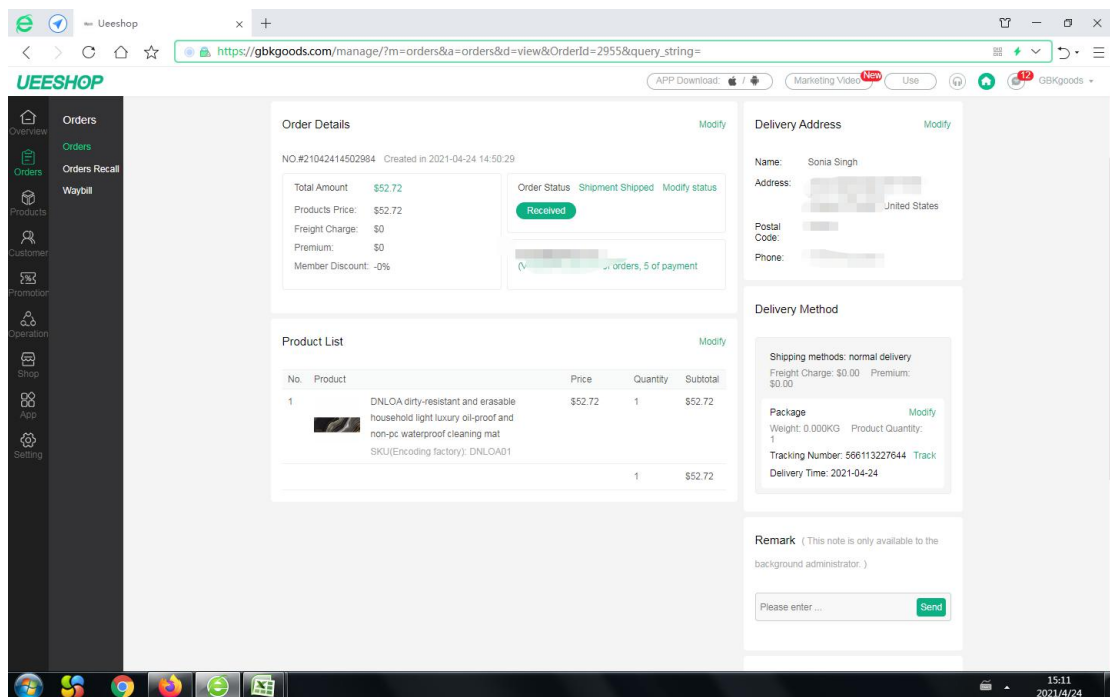 Ueeshop
https://gbkgoods.com/manage/?m=orders&a=orders&d=view&OrderId=2955&query_string=
UEESHOP
APP Download: /
Marketing Video
New
Use
12
GBKgoods
Overview
Orders
Products
Customer
Promotion
Operation
Shop
App
Setting
Orders
Orders
Orders Recall
Waybill
Order Details
Modify
NO.#21042414502984 Created in 2021-04-24 14:50:29
Total Amount $52.72
Products Price: $52.72
Freight Charge: $0
Premium: $0
Member Discount: -0%
Order Status Shipment Shipped Modify status
Received
orders, 5 of payment
Product List
Modify
No. Product Price Quantity Subtotal
1 DNLOA dirty-resistant and erasable $52.72 1 $52.72
household light luxury oil-proof and
non-pc waterproof cleaning mat
SKU(Encoding factory): DNLOA01
1 $52.72
Delivery Address
Modify
Name: Sonia Singh
Address:
United States
Postal
Code:
Phone:
Delivery Method
Shipping methods: normal delivery
Freight Charge: $0.00 Premium:
$0.00
Package Modify
Weight: 0.000KG Product Quantity:
1
Tracking Number: 566113227644 Track
Delivery Time: 2021-04-24
Remark ( This note is only available to the
background administrator. )
Please enter ...
Send
15:11
2021/4/24